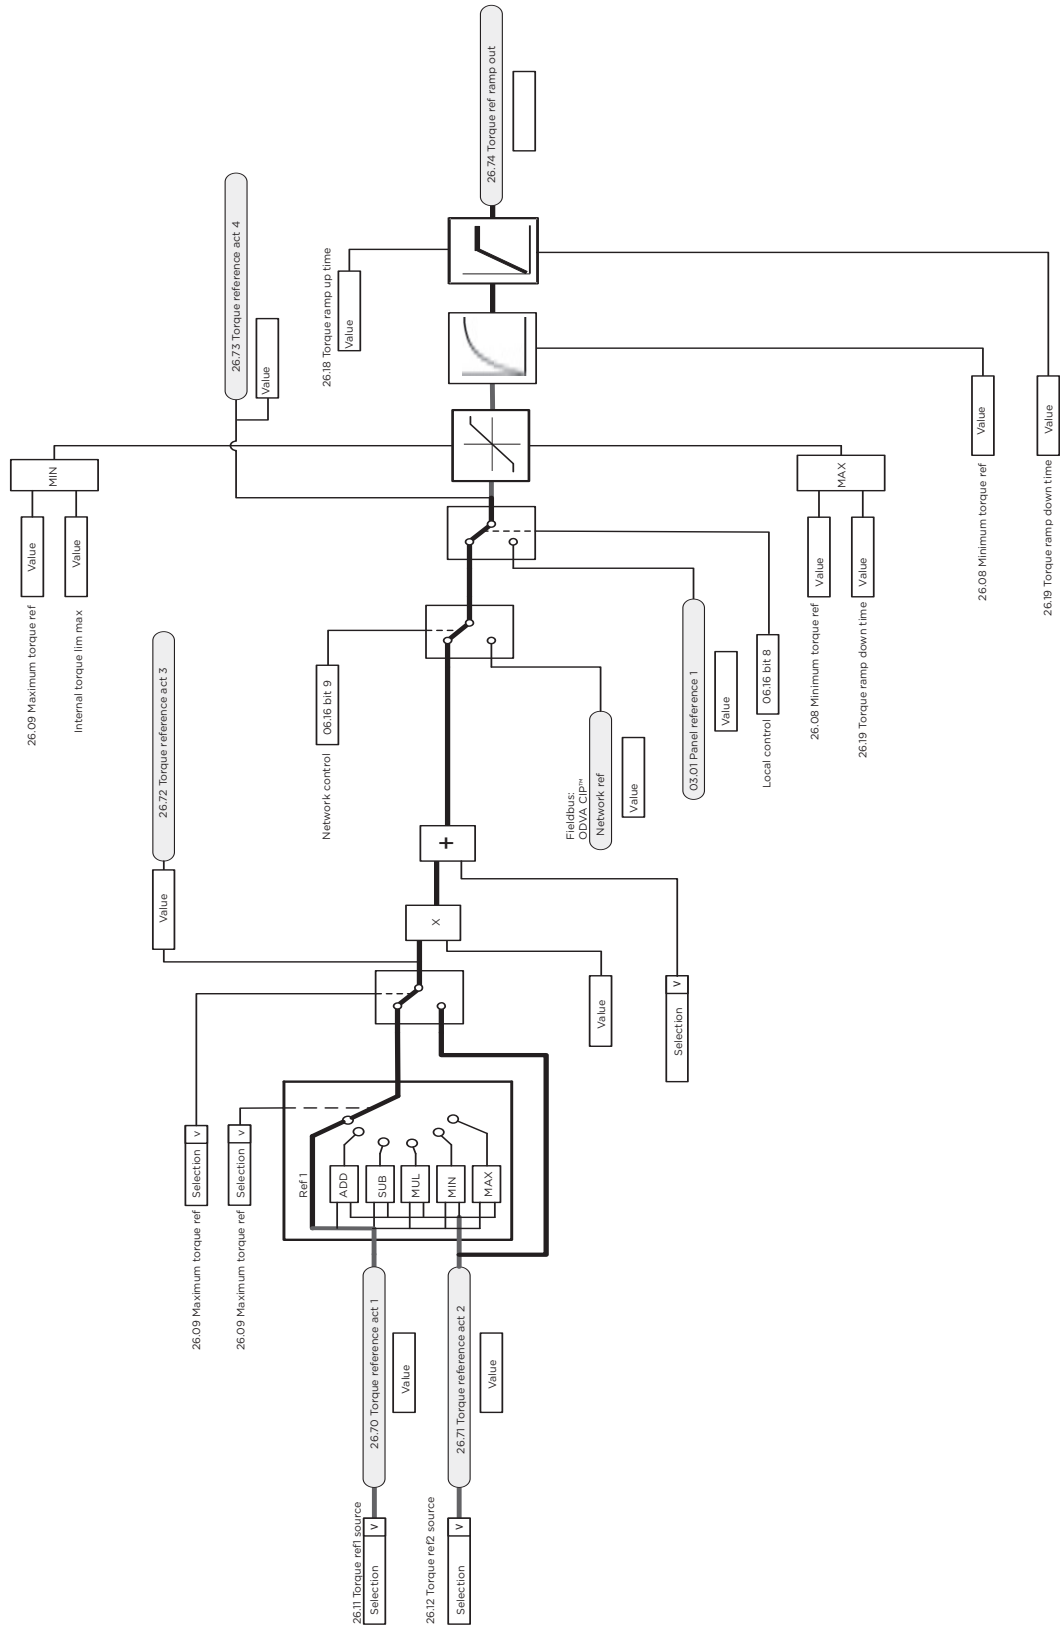 26.11 Torque ref1 source
Selection
V
26.70 Torque reference act 1
Value
26.12 Torque ref2 source
Selection
V
26.71 Torque reference act 2
Value
26.09 Maximum torque ref
Selection
V
26.09 Maximum torque ref
Selection
V
Ref 1
ADD
SUB
MUL
MIN
MAX
Value
26.72 Torque reference act 3
X
Value
+
Selection
V
Network control
06.16 bit 9
Fieldbus:
ODVA CIP™
Network ref
Value
03.01 Panel reference 1
Value
Local control
06.16 bit 8
26.09 Maximum torque ref
Value
Internal torque lim max
Value
MIN
26.08 Minimum torque ref
Value
26.19 Torque ramp down time
Value
MAX
26.73 Torque reference act 4
Value
26.18 Torque ramp up time
Value
26.08 Minimum torque ref
Value
26.19 Torque ramp down time
Value
26.74 Torque ref ramp out